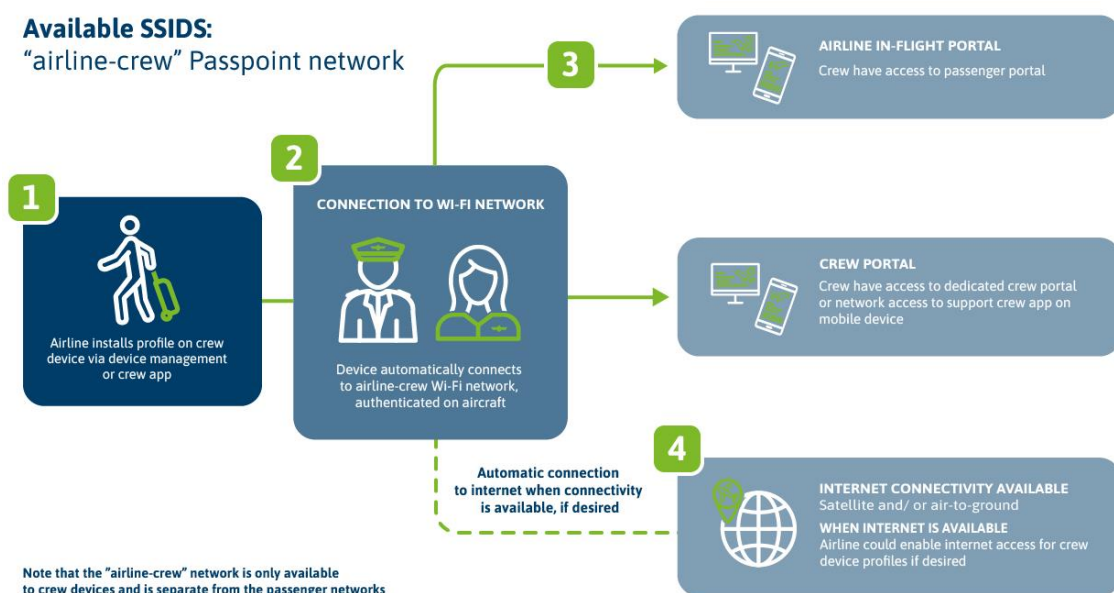 Available SSIDS:
“airline-crew” Passpoint network
1
Airline installs profile on crew
device via device management
or crew app
2
CONNECTION TO WI-FI NETWORK
Device automatically connects
to airline-crew Wi-Fi network,
authenticated on aircraft
3
AIRLINE IN-FLIGHT PORTAL
Crew have access to passenger portal
CREW PORTAL
Crew have access to dedicated crew portal
or network access to support crew app on
mobile device
Automatic connection
to internet when connectivity
is available, if desired
4
INTERNET CONNECTIVITY AVAILABLE
Satellite and/ or air-to-ground
WHEN INTERNET IS AVAILABLE
Airline could enable internet access for crew
device profiles if desired
Note that the ”airline-crew” network is only available
to crew devices and is separate from the passenger networks